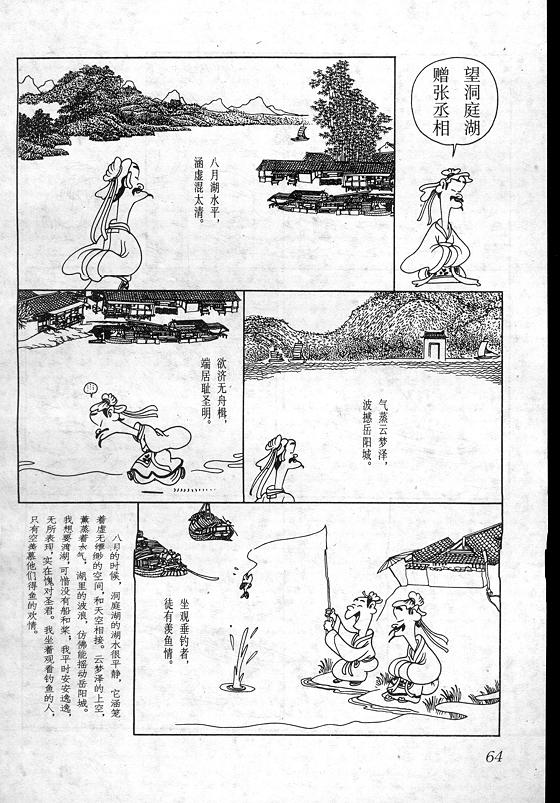 望洞庭湖
赠张丞相
八月湖水平，
涵虚混太清。
气蒸云梦泽，
波撼岳阳城。
欲济无舟楫，
端居耻圣明。
坐观垂钓者，
徒有羡鱼情。
八月的时候，洞庭湖的湖水很平静，它涵笼
着虚无缥缈的空间，和天空相接。云梦泽的上空，
薰蒸着水气，湖里的波浪，仿佛能摇动岳阳城。
我想要渡湖，可惜没有船和桨，我平时安安逸逸，
无所表现，实在愧对圣君。我坐着观看钓鱼的人，
只有空羡慕他们得鱼的欢情。
64